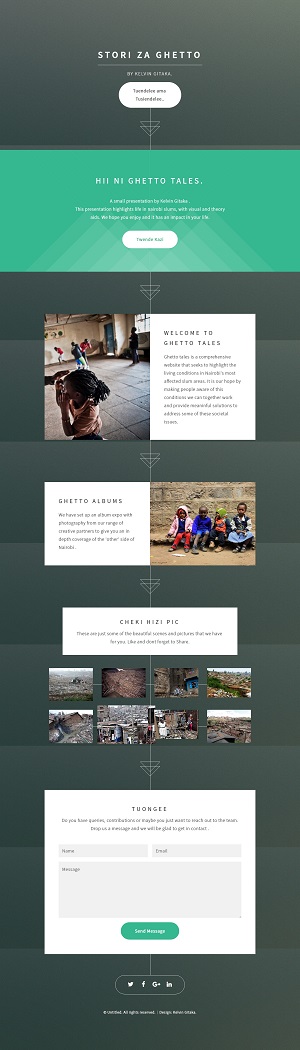 STORI ZA GHETTO
BY KELVIN GITAKA.
Tuendelee ama
Tusiendelee..
HII NI GHETTO TALES.
A small presentation by Kelvin Gitaka .
This presentation highlights life in nairobi slums, with visual and theory
aids. We hope you enjoy and it has an impact in your life.
Twende Kazi
WELCOME TO
GHETTO TALES
Ghetto tales is a comprehensive
website that seeks to highlight the
living conditions in Nairobi's most
affected slum areas. It is our hope by
making people aware of this
conditions we can together work
and provide meaningful solutions to
address some of these societal
issues.
GHETTO ALBUMS
We have set up an album expo with
photography from our range of
creative partners to give you an in
depth coverage of the 'other' side of
Nairobi .
CHEKI HIZI PIC
These are just some of the beautiful scenes and pictures that we have
for you. Like and dont forget to Share.
TUONGEE
Do you have queries, contributions or maybe you just want to reach out to the team.
Drop us a message and we will be glad to get in contact .
Name
Email
Message
Send Message
© Untitled. All rights reserved. | Design: Kelvin Gitaka.